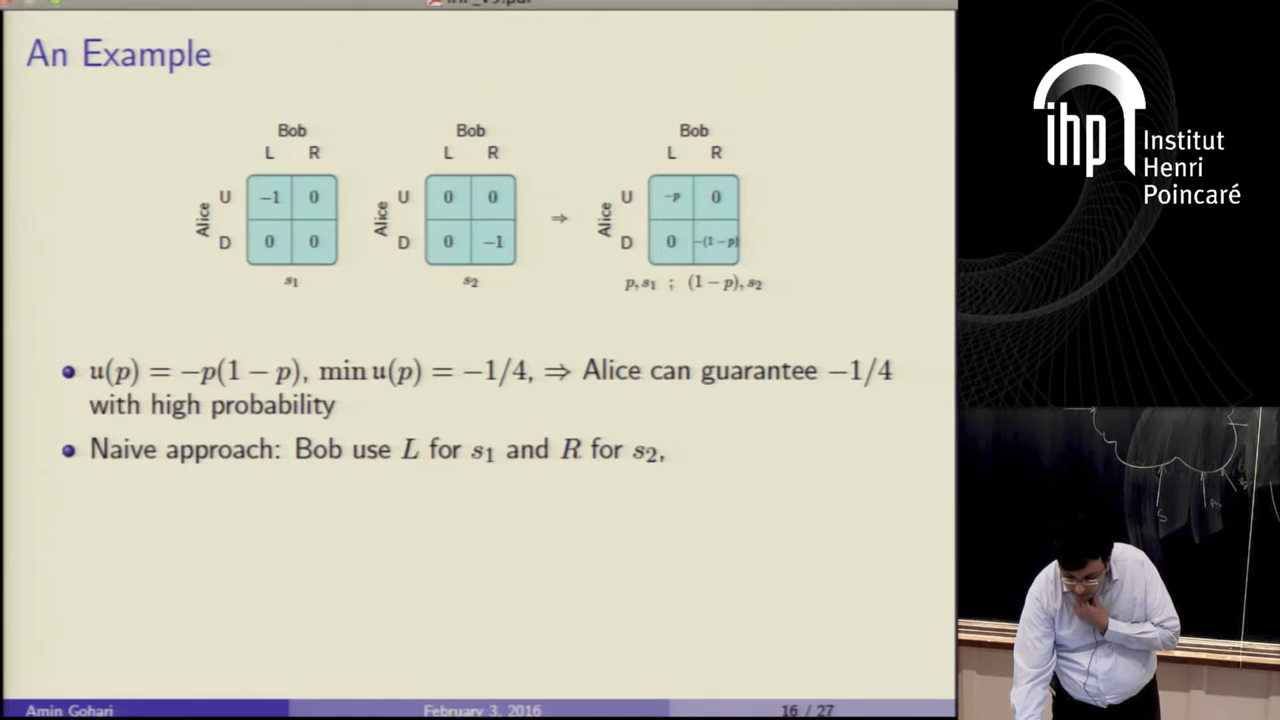 An Example
Bob Bob Bob
L R L R L R
Alice U -1 0 Alice U 0 0 ⇒ Alice U -p 0
D 0 0 D 0 -1 D 0 -(1-p)
s₁ s₂ p, s₁ ; (1 − p), s₂
u(p) = −p(1 − p), min u(p) = −1/4, ⇒ Alice can guarantee −1/4
with high probability
Naive approach: Bob use L for s₁ and R for s₂,
Amin Gohari February 3, 2016 16 / 27
ihp Institut
Henri
Poincaré